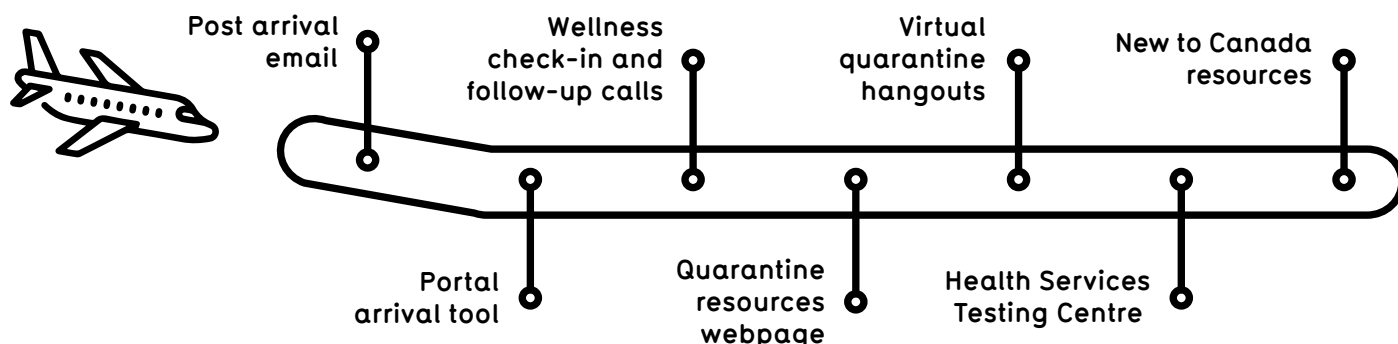 Post arrival
email
Wellness
check-in and
follow-up calls
Virtual
quarantine
hangouts
New to Canada
resources
Portal
arrival tool
Quarantine
resources
webpage
Health Services
Testing Centre